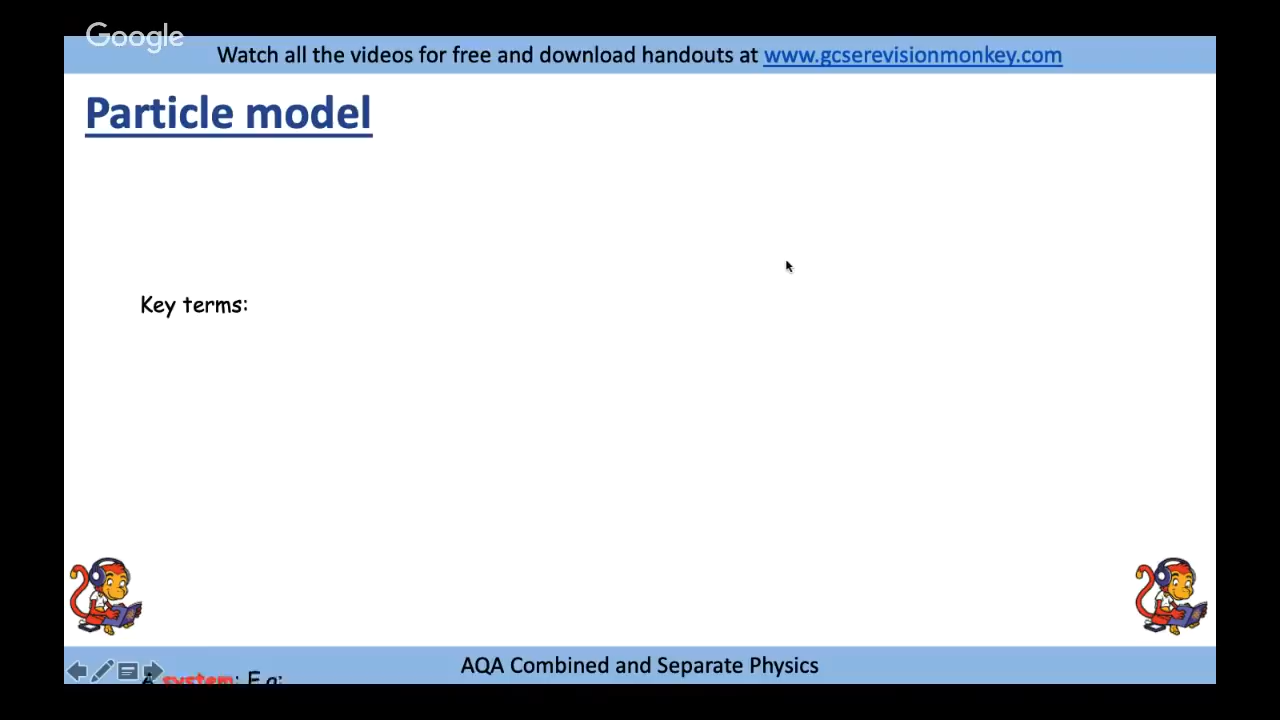 Google
Watch all the videos for free and download handouts at www.gcserevisionmonkey.com
Particle model
Key terms:
A system: E.g:
AQA Combined and Separate Physics